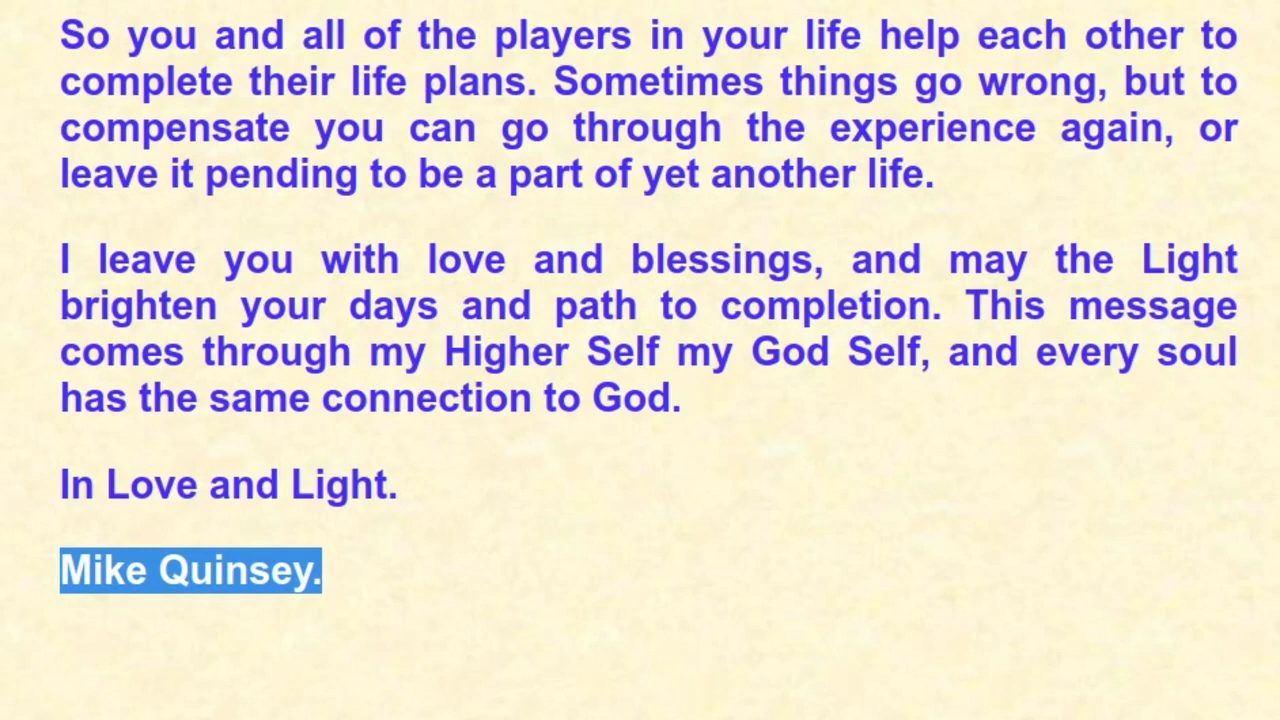 So you and all of the players in your life help each other to
complete their life plans. Sometimes things go wrong, but to
compensate you can go through the experience again, or
leave it pending to be a part of yet another life.
I leave you with love and blessings, and may the Light
brighten your days and path to completion. This message
comes through my Higher Self my God Self, and every soul
has the same connection to God.
In Love and Light.
Mike Quinsey.